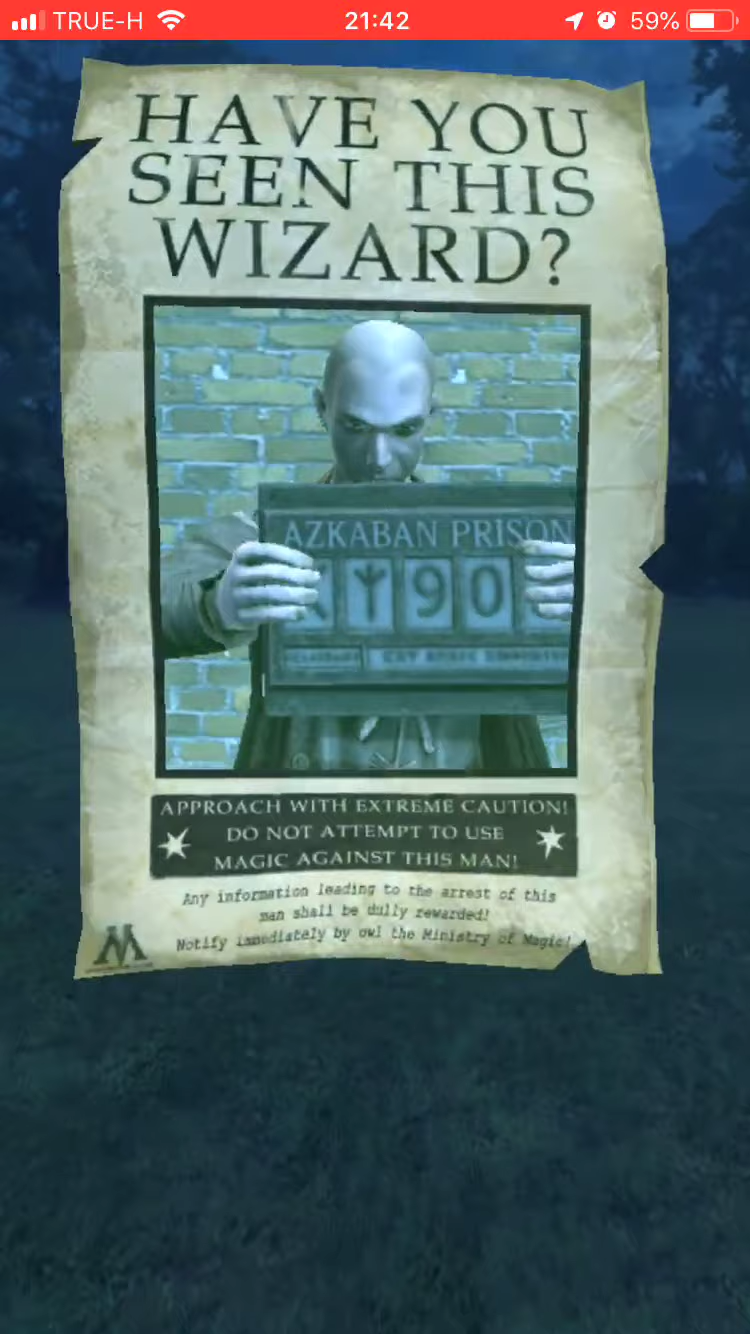 TRUE-H
21:42
59%
HAVE YOU
SEEN THIS
WIZARD?
AZKABAN PRISON
90
APPROACH WITH EXTREME CAUTION!
DO NOT ATTEMPT TO USE
MAGIC AGAINST THIS MAN!
Any information leading to the arrest of this
man shall be dully rewarded!
Notify immediately by owl the Ministry of Magic!
M